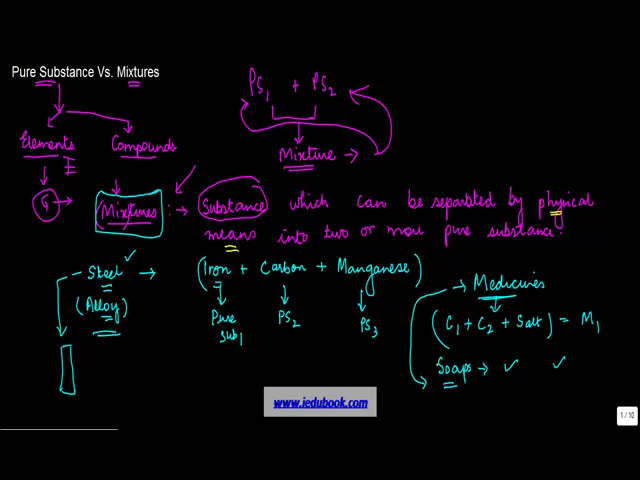 Pure Substance Vs. Mixtures
PS1 + PS2
Elements
Compounds
Mixture →
Mixtures : → Substance which can be separated by physical
means into two or more pure substance.
Steel → (Iron + Carbon + Manganese)
(Alloy)
Pure Sub1
PS2
PS3
→ Medicines
(C1 + C2 + Salt) = M1
Soaps → ✓ ✓
www.iedubook.com
1 / 10